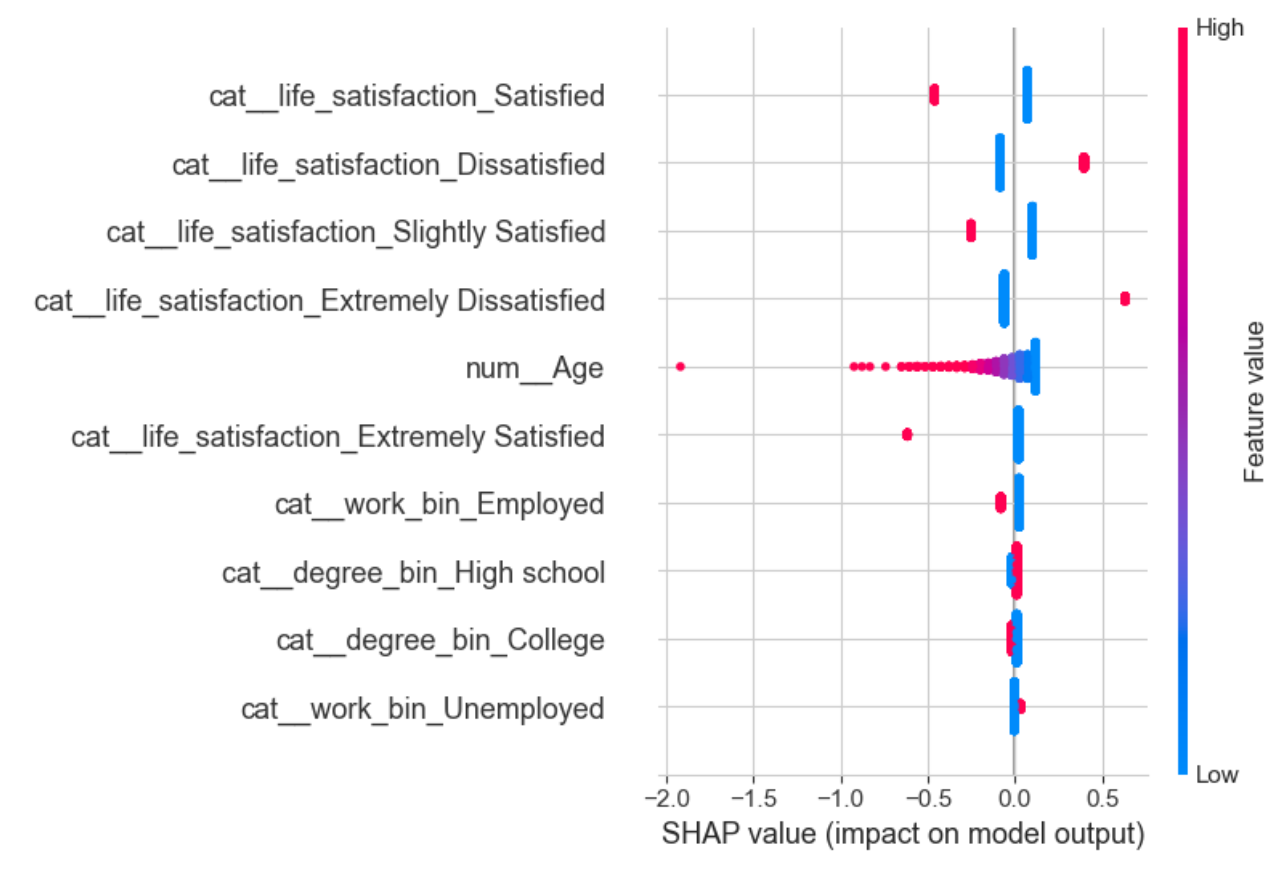 High
cat__life_satisfaction_Satisfied
cat__life_satisfaction_Dissatisfied
cat__life_satisfaction_Slightly Satisfied
cat__life_satisfaction_Extremely Dissatisfied
num__Age
cat__life_satisfaction_Extremely Satisfied
cat__work_bin_Employed
cat__degree_bin_High school
cat__degree_bin_College
cat__work_bin_Unemployed
Feature value
Low
−2.0 −1.5 −1.0 −0.5 0.0 0.5
SHAP value (impact on model output)